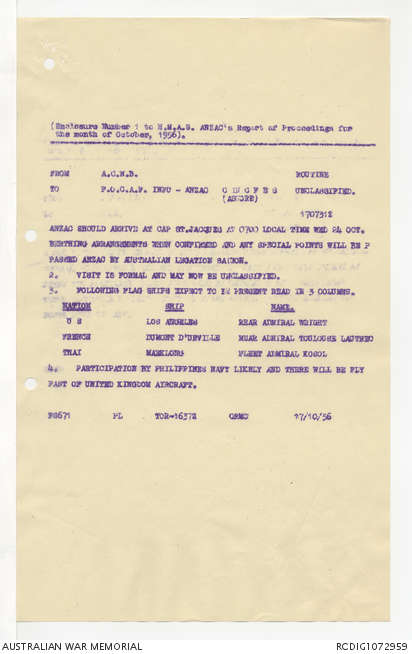 (Enclosure Number 1 to H.M.A.S. ANZAC's Report of Proceedings for
the month of October, 1956).
FROM A.C.N.B. ROUTINE
TO F.O.C.A.F. INFO - ANZAC C IN C F E S UNCLASSIFIED.
(ASHORE)
170731Z
ANZAC SHOULD ARRIVE AT CAP ST.JACQUES AT 0700 LOCAL TIME WED 24 OCT.
BERTHING ARRANGEMENTS WHEN CONFIRMED AND ANY SPECIAL POINTS WILL BE P
PASSED ANZAC BY AUSTRALIAN LEGATION SAIGON.
2. VISIT IS FORMAL AND MAY NOW BE UNCLASSIFIED.
3. FOLLOWING FLAG SHIPS EXPECT TO BE PRESENT READ IN 3 COLUMNS.
NATION SHIP NAME.
U S LOS ANGELES REAR ADMIRAL WRIGHT
FRENCH DUMONT D'URVILLE REAR ADMIRAL TOULOUSE LAUTREC
THAI FLEET ADMIRAL KOSOL
4. PARTICIPATION BY PHILIPPINES NAVY LIKELY AND THERE WILL BE FLY
PAST OF UNITED KINGDOM AIRCRAFT.
PL TOR-1637Z 17/10/56
AUSTRALIAN WAR MEMORIAL RCDIG1072959